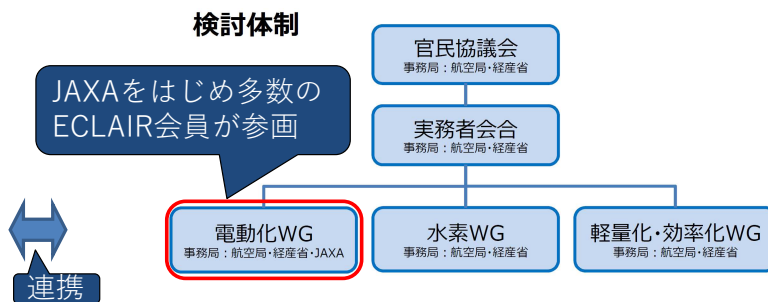 検討体制
官民協議会
事務局：航空局・経産省
JAXAをはじめ多数の
ECLAIR会員が参画
実務者会合
事務局：航空局・経産省
電動化WG
事務局：航空局・経産省・JAXA
水素WG
事務局：航空局・経産省
軽量化・効率化WG
事務局：航空局・経産省
連携